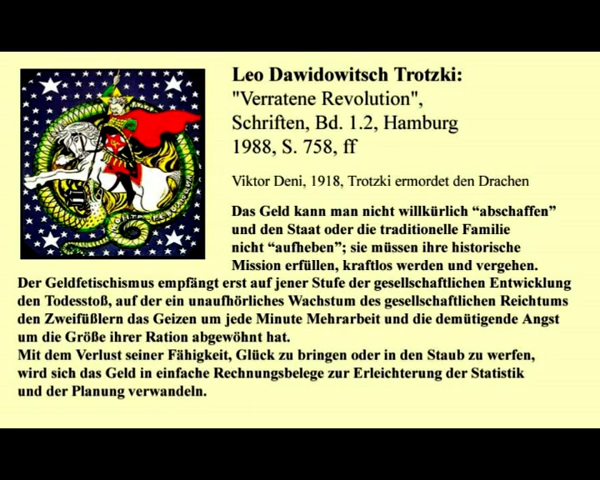 Leo Dawidowitsch Trotzki:
"Verratene Revolution",
Schriften, Bd. 1.2, Hamburg
1988, S. 758, ff
Viktor Deni, 1918, Trotzki ermordet den Drachen
Das Geld kann man nicht willkürlich “abschaffen”
und den Staat oder die traditionelle Familie
nicht “aufheben”; sie müssen ihre historische
Mission erfüllen, kraftlos werden und vergehen.
Der Geldfetischismus empfängt erst auf jener Stufe der gesellschaftlichen Entwicklung
den Todesstoß, auf der ein unaufhörliches Wachstum des gesellschaftlichen Reichtums
den Zweifüßlern das Geizen um jede Minute Mehrarbeit und die demütigende Angst
um die Größe ihrer Ration abgewöhnt hat.
Mit dem Verlust seiner Fähigkeit, Glück zu bringen oder in den Staub zu werfen,
wird sich das Geld in einfache Rechnungsbelege zur Erleichterung der Statistik
und der Planung verwandeln.